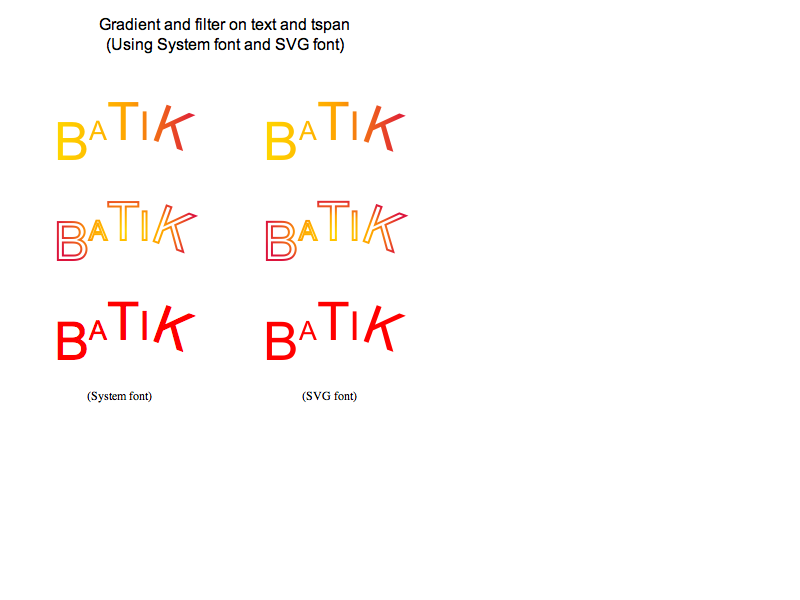 Gradient and filter on text and tspan
(Using System font and SVG font)
BATIK BATIK
BATIK BATIK
BATIK BATIK
(System font) (SVG font)